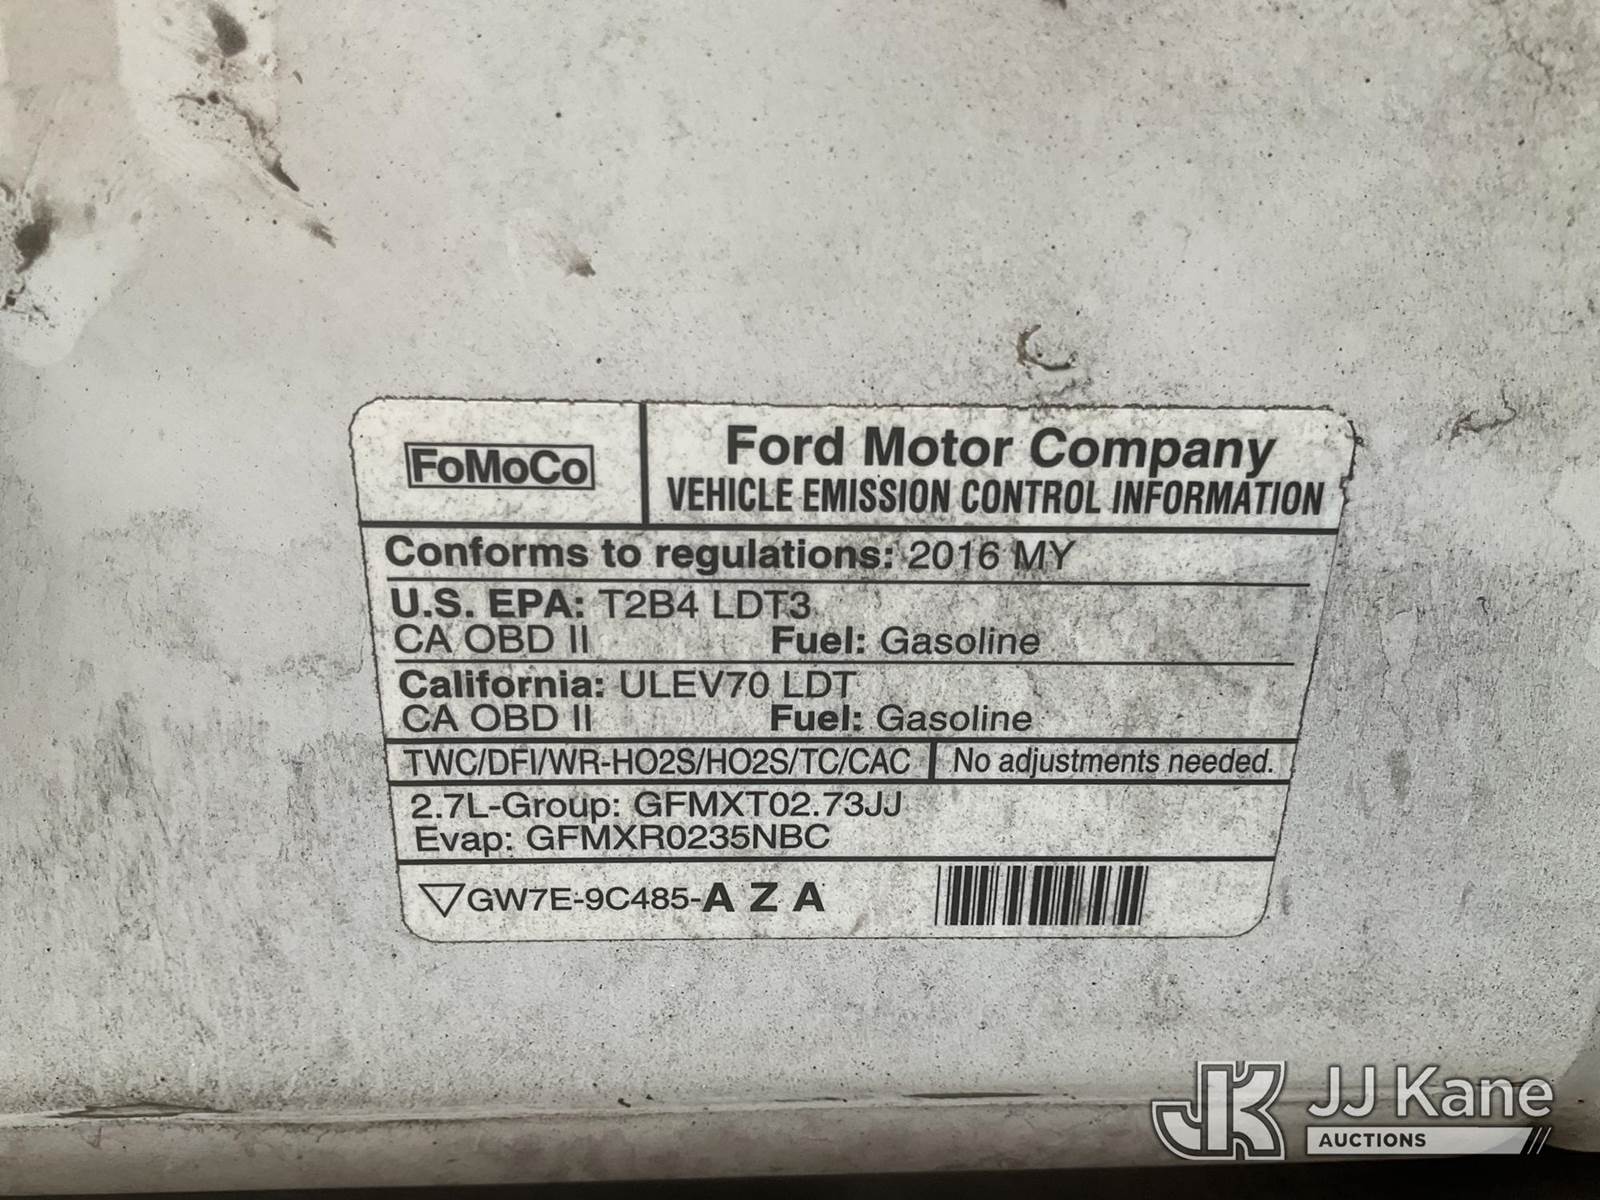 FoMoCo
Ford Motor Company
VEHICLE EMISSION CONTROL INFORMATION
Conforms to regulations: 2016 MY
U.S. EPA: T2B4 LDT3
CA OBD II Fuel: Gasoline
California: ULEV70 LDT
CA OBD II Fuel: Gasoline
TWC/DFI/WR-HO2S/HO2S/TC/CAC No adjustments needed.
2.7L-Group: GFMXT02.73JJ
Evap: GFMXR0235NBC
GW7E-9C485-A Z A
JK JJ Kane
AUCTIONS